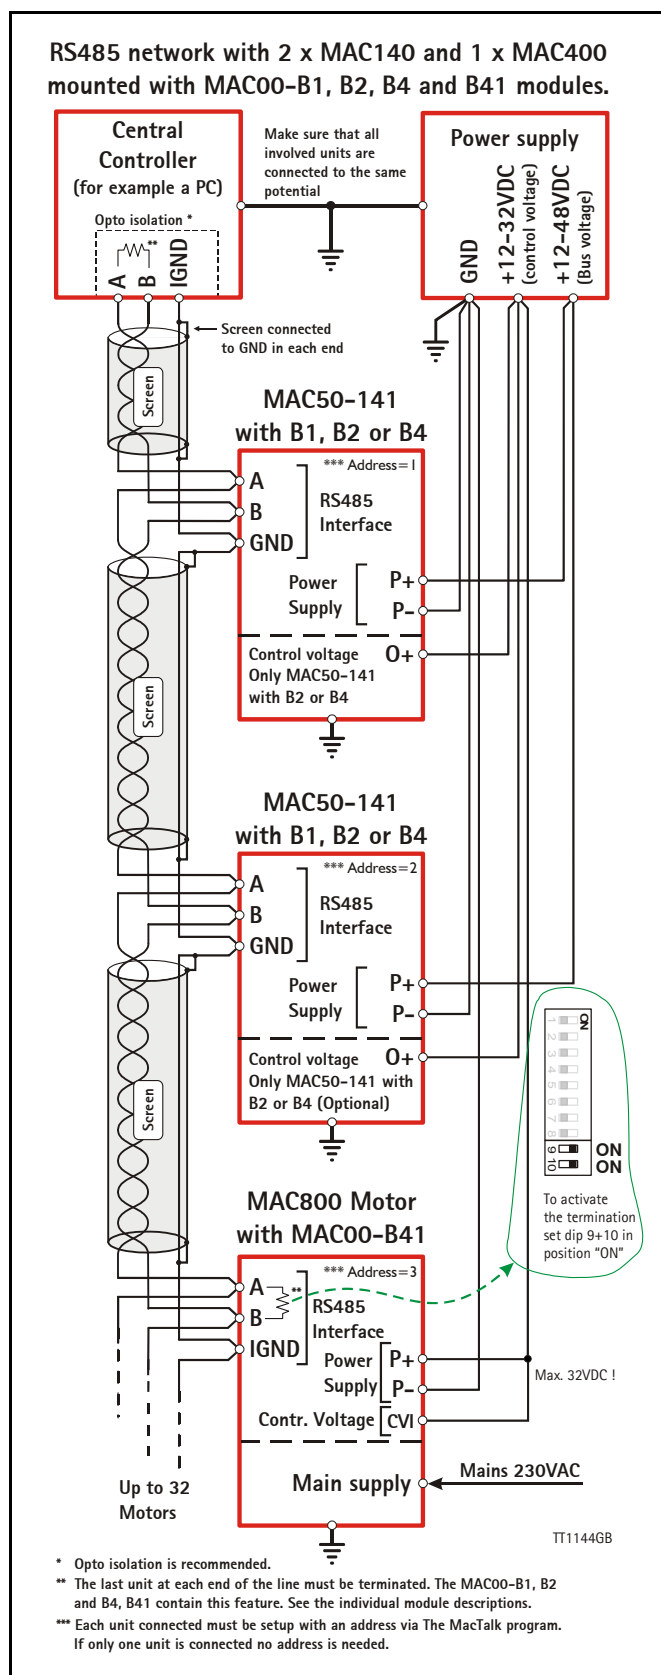 RS485 network with 2 x MAC140 and 1 x MAC400
mounted with MAC00-B1, B2, B4 and B41 modules.
Central
Controller
(for example a PC)
Opto isolation *
**
A
B
IGND
Make sure that all
involved units are
connected to the same
potential
Power supply
GND
+12-32VDC
(control voltage)
+12-48VDC
(Bus voltage)
Screen connected
to GND in each end
Screen
MAC50-141
with B1, B2 or B4
*** Address=1
A
B
GND
RS485
Interface
Power
Supply
P+
P-
Control voltage
Only MAC50-141
with B2 or B4
O+
Screen
MAC50-141
with B1, B2 or B4
*** Address=2
A
B
GND
RS485
Interface
Power
Supply
P+
P-
Control voltage
Only MAC50-141 with
B2 or B4 (Optional)
O+
Screen
ON
1
2
3
4
5
6
7
8
9
10
ON
ON
To activate
the termination
set dip 9+10 in
position “ON”
MAC800 Motor
with MAC00-B41
*** Address=3
A
B
IGND
**
RS485
Interface
Power
Supply
P+
P-
Max. 32VDC !
Contr. Voltage
CVI
Main supply
Mains 230VAC
Up to 32
Motors
TT1144GB
* Opto isolation is recommended.
** The last unit at each end of the line must be terminated. The MAC00-B1, B2
and B4, B41 contain this feature. See the individual module descriptions.
*** Each unit connected must be setup with an address via The MacTalk program.
If only one unit is connected no address is needed.